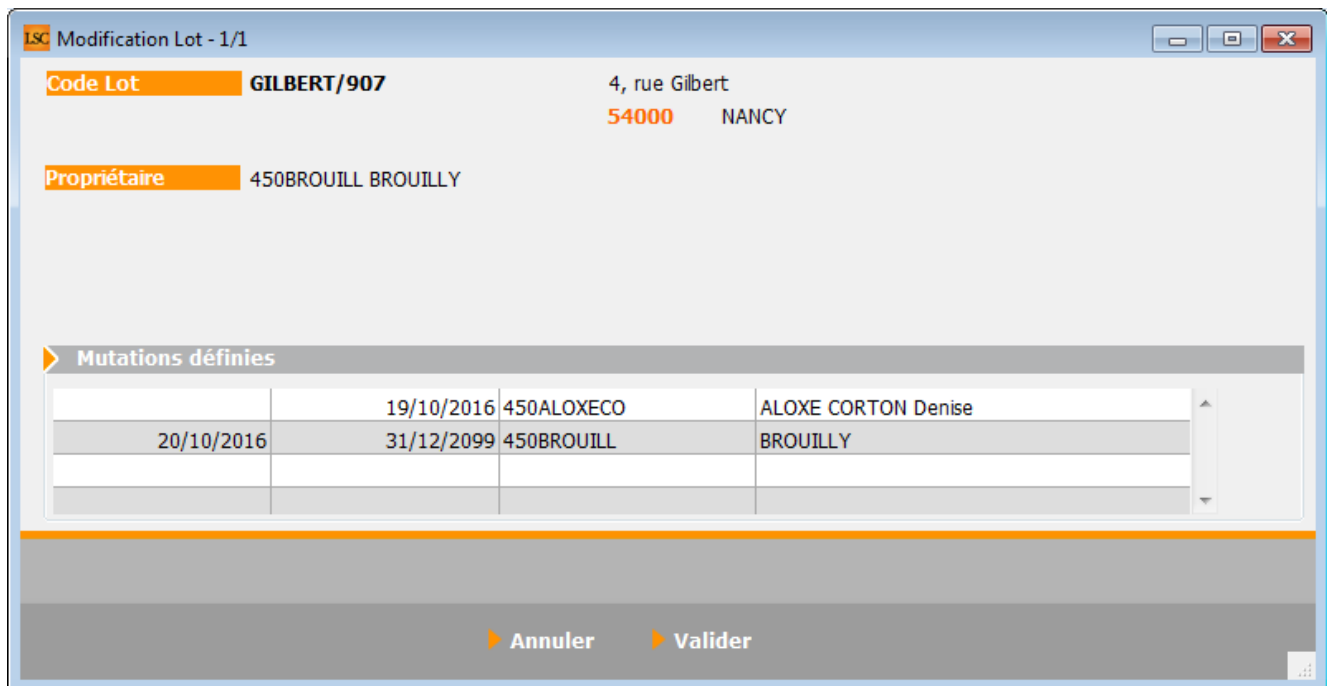 LSC Modification Lot - 1/1
Code Lot GILBERT/907 4, rue Gilbert
54000 NANCY
Propriétaire 450BROUILL BROUILLY
Mutations définies
19/10/2016 450ALOXECO ALOXE CORTON Denise
20/10/2016 31/12/2099 450BROUILL BROUILLY
Annuler Valider